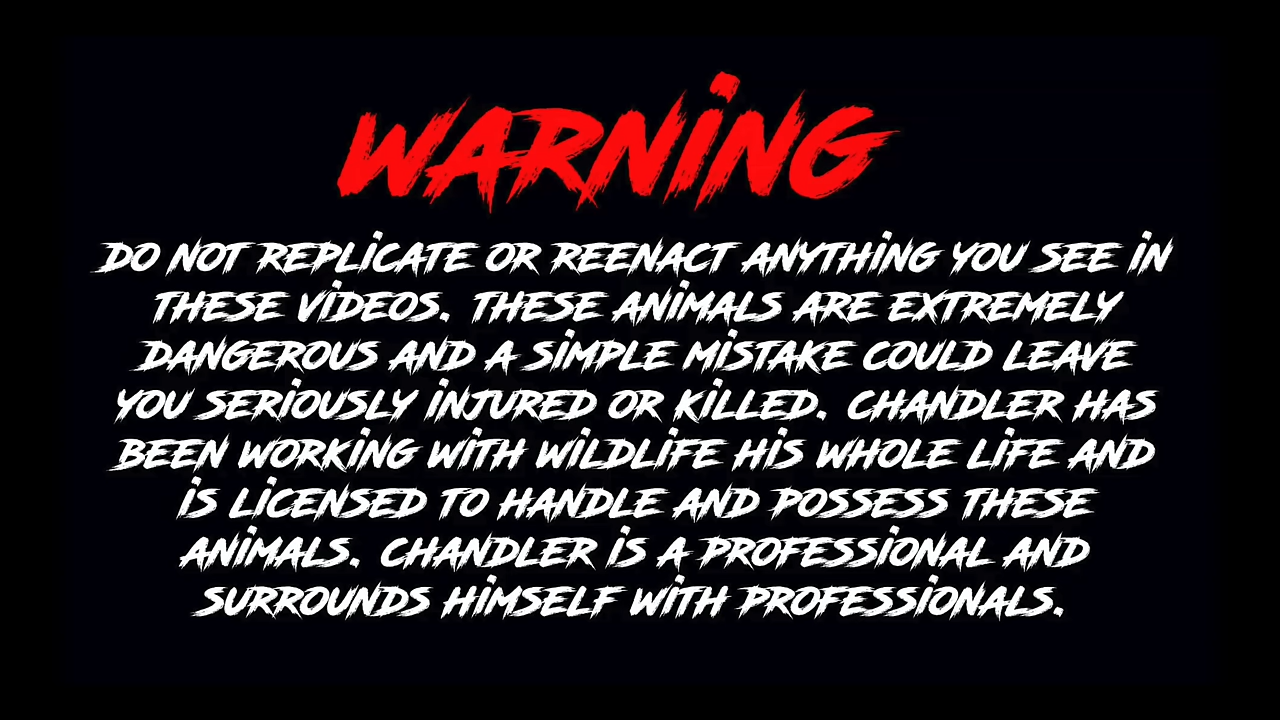 WARNING
DO NOT REPLICATE OR REENACT ANYTHING YOU SEE IN
THESE VIDEOS. THESE ANIMALS ARE EXTREMELY
DANGEROUS AND A SIMPLE MISTAKE COULD LEAVE
YOU SERIOUSLY INJURED OR KILLED. CHANDLER HAS
BEEN WORKING WITH WILDLIFE HIS WHOLE LIFE AND
IS LICENSED TO HANDLE AND POSSESS THESE
ANIMALS. CHANDLER IS A PROFESSIONAL AND
SURROUNDS HIMSELF WITH PROFESSIONALS.